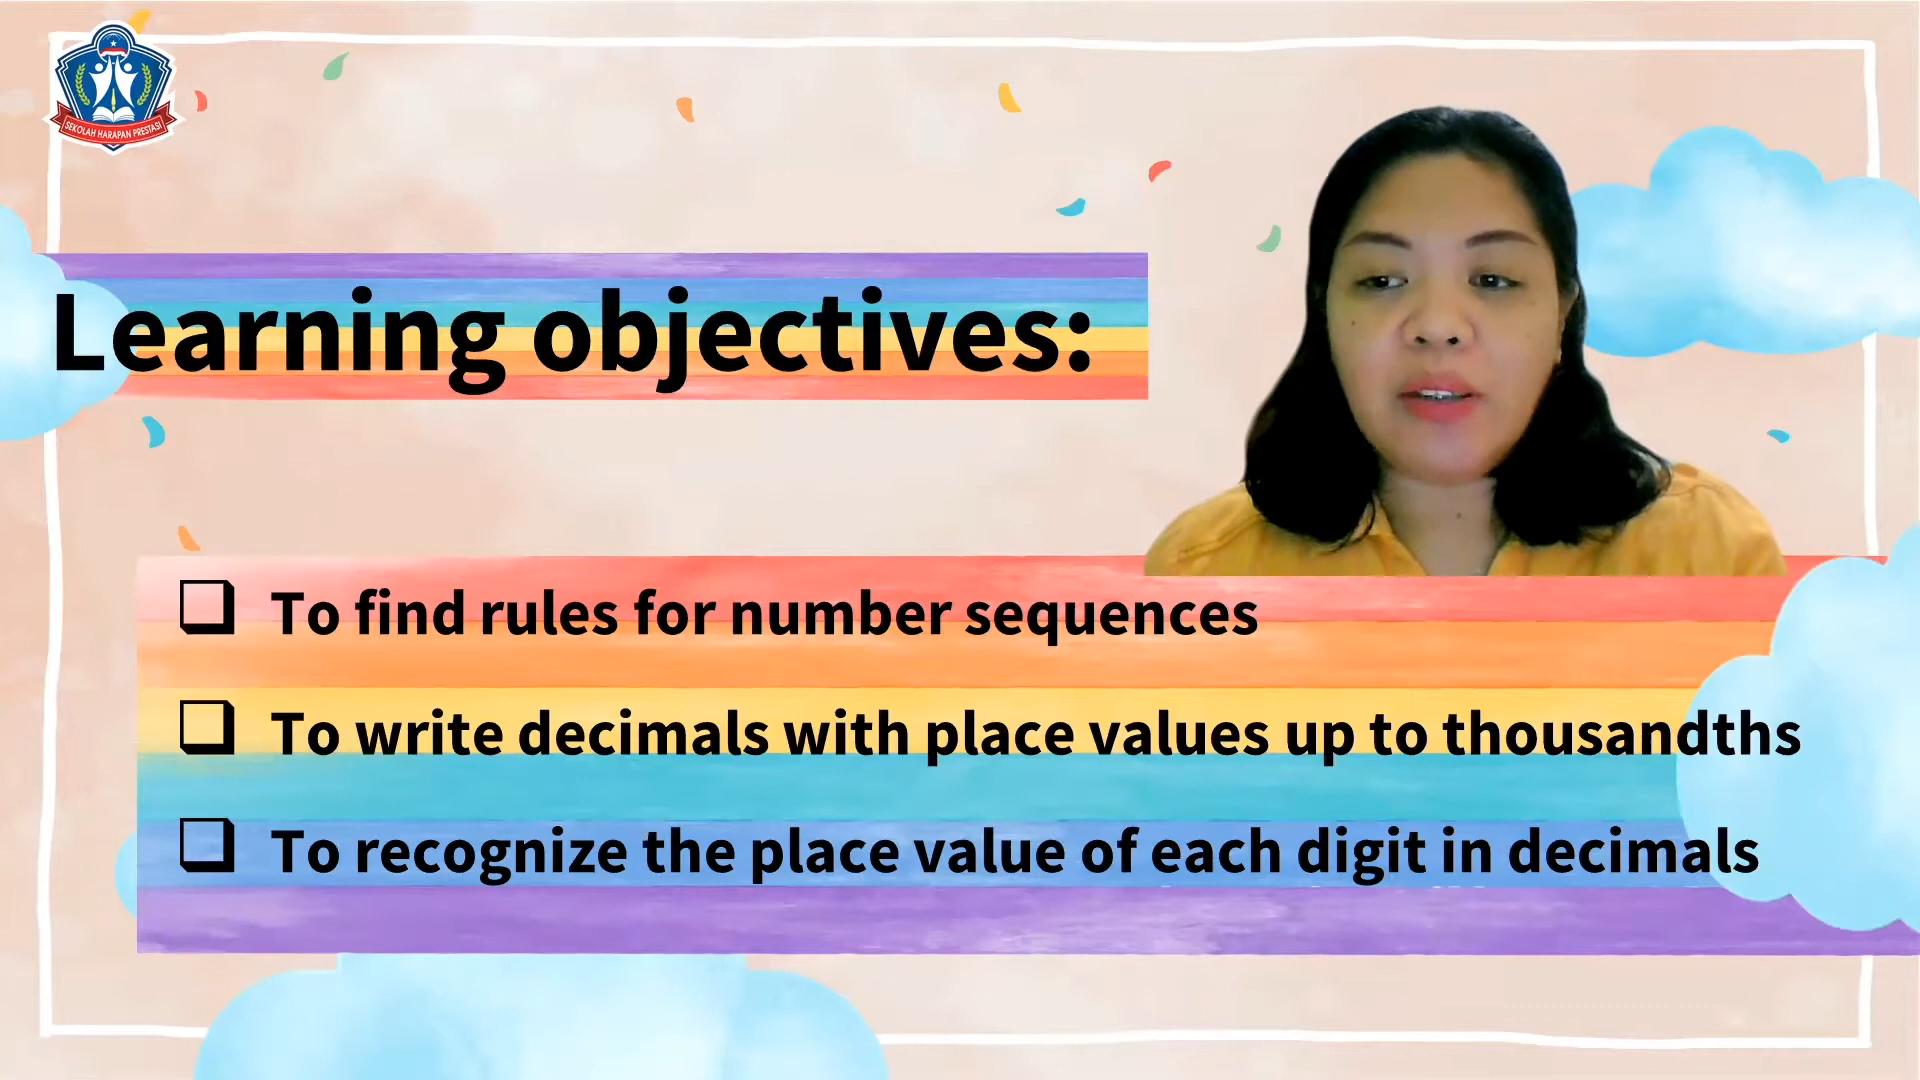 SEKOLAH HARAPAN PRESTASI
Learning objectives:
To find rules for number sequences
To write decimals with place values up to thousandths
To recognize the place value of each digit in decimals